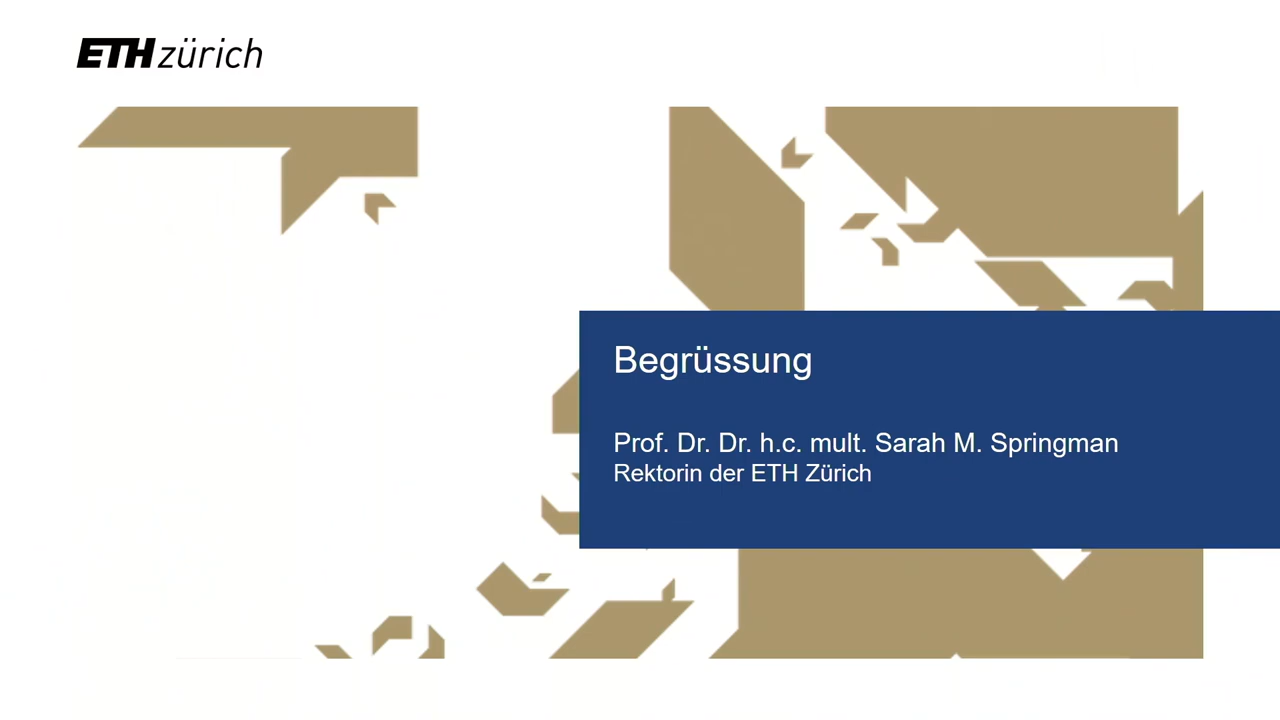 ETH zürich
Begrüssung
Prof. Dr. Dr. h.c. mult. Sarah M. Springman
Rektorin der ETH Zürich